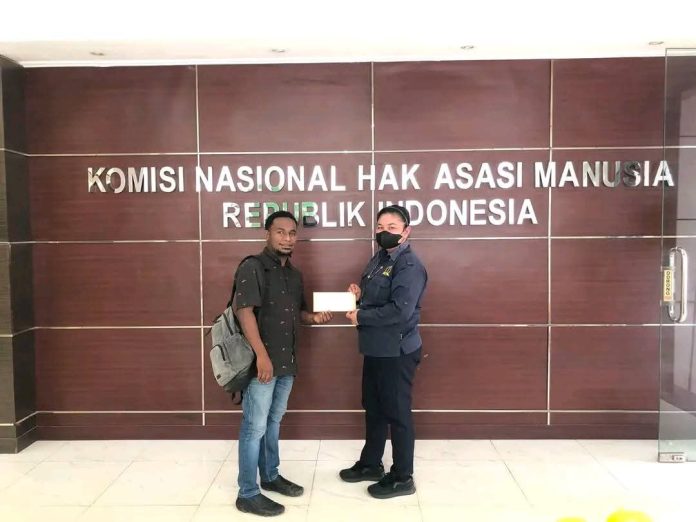 KOMISI NASIONAL HAK ASASI MANUSIA
REPUBLIK INDONESIA